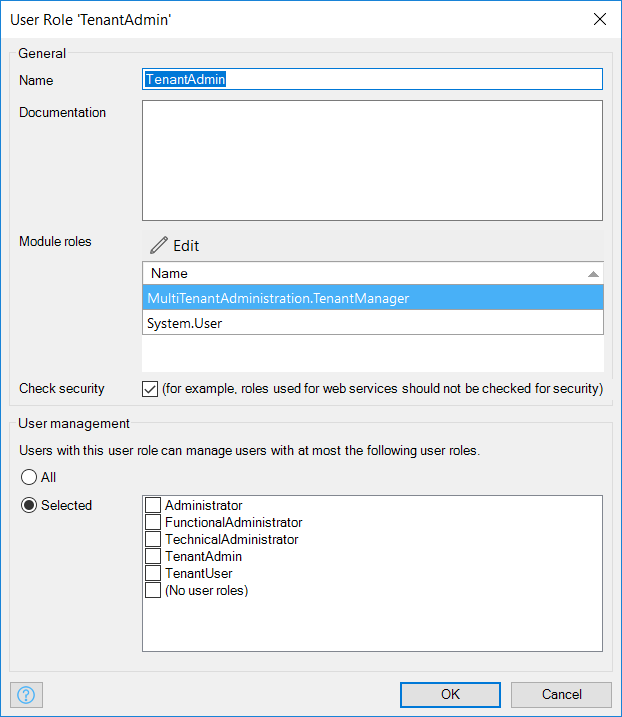 User Role 'TenantAdmin'
General
Name TenantAdmin
Documentation
Module roles Edit
Name
MultiTenantAdministration.TenantManager
System.User
Check security (for example, roles used for web services should not be checked for security)
User management
Users with this user role can manage users with at most the following user roles.
All
Selected Administrator
FunctionalAdministrator
TechnicalAdministrator
TenantAdmin
TenantUser
(No user roles)
? OK Cancel